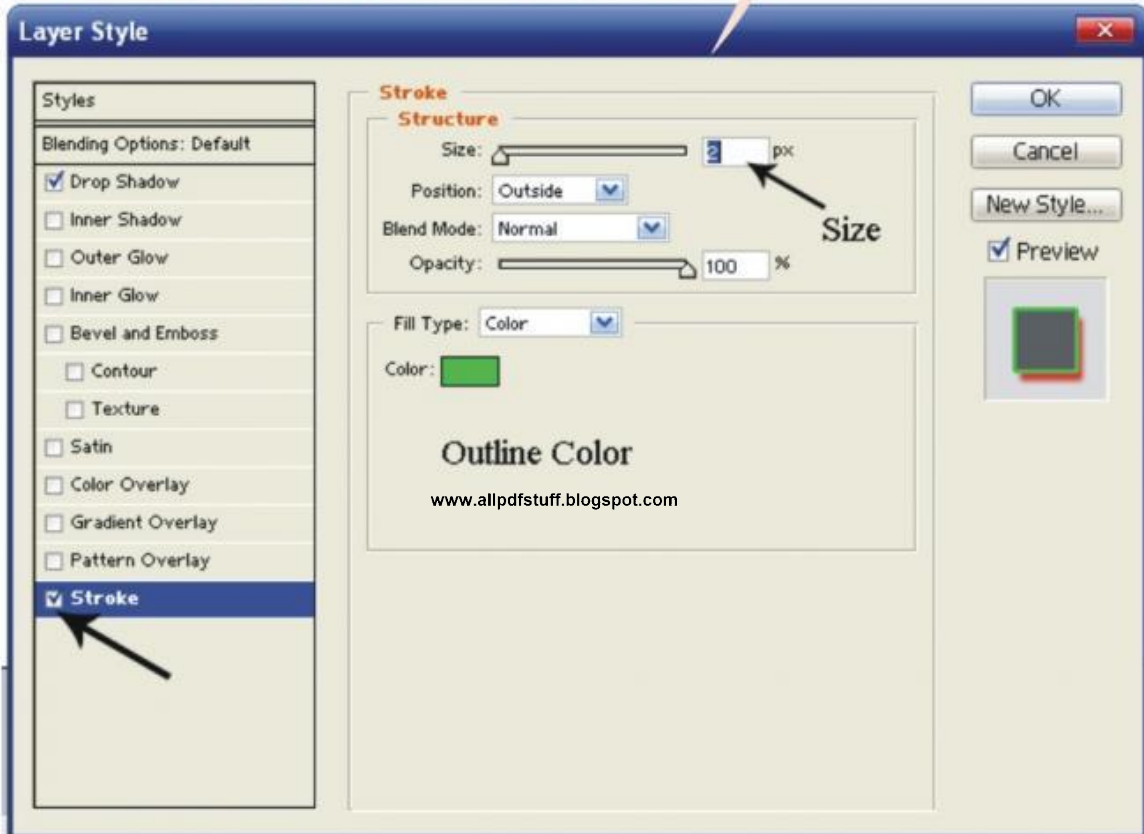 Layer Style
Styles
Blending Options: Default
Drop Shadow
Inner Shadow
Outer Glow
Inner Glow
Bevel and Emboss
Contour
Texture
Satin
Color Overlay
Gradient Overlay
Pattern Overlay
Stroke
Stroke
Structure
Size: 2 px
Position: Outside
Blend Mode: Normal
Size
Opacity: 100 %
Fill Type: Color
Color:
Outline Color
www.allpdfstuff.blogspot.com
OK
Cancel
New Style...
Preview